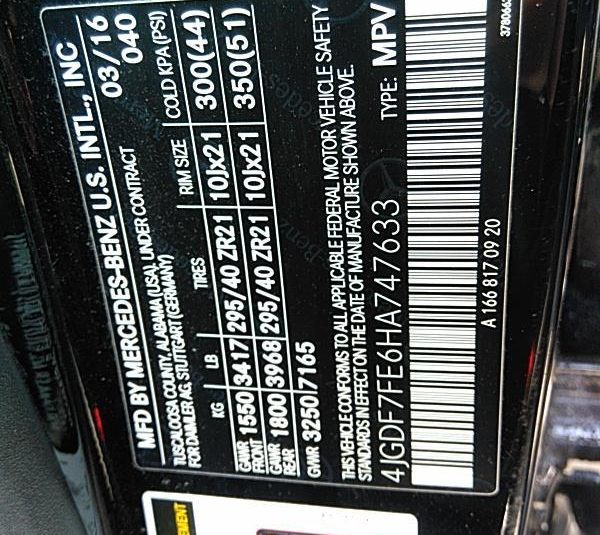 MFD BY MERCEDES-BENZ U.S. INTL., INC
TUSCALOOSA COUNTY, ALABAMA (USA), UNDER CONTRACT
FOR DAIMLER AG, STUTTGART (GERMANY)
03/16
040
KG LB TIRES RIM SIZE COLD KPA (PSI)
GAWR FRONT 1550 3417 295/40 ZR21 10Jx21 300(44)
GAWR REAR 1800 3968 295/40 ZR21 10Jx21 350(51)
GVWR 3250 7165
THIS VEHICLE CONFORMS TO ALL APPLICABLE FEDERAL MOTOR VEHICLE SAFETY
STANDARDS IN EFFECT ON THE DATE OF MANUFACTURE SHOWN ABOVE.
4JGDF7FE6HA747633 TYPE: MPV
A 166 817 09 20